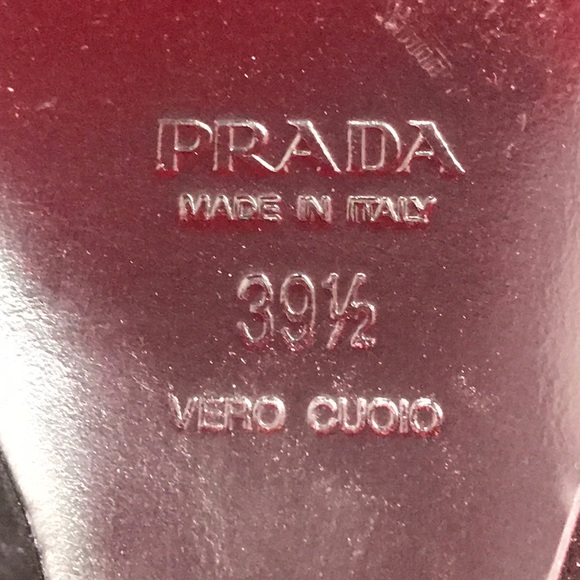 PRADA
MADE IN ITALY
39½
VERO CUOIO